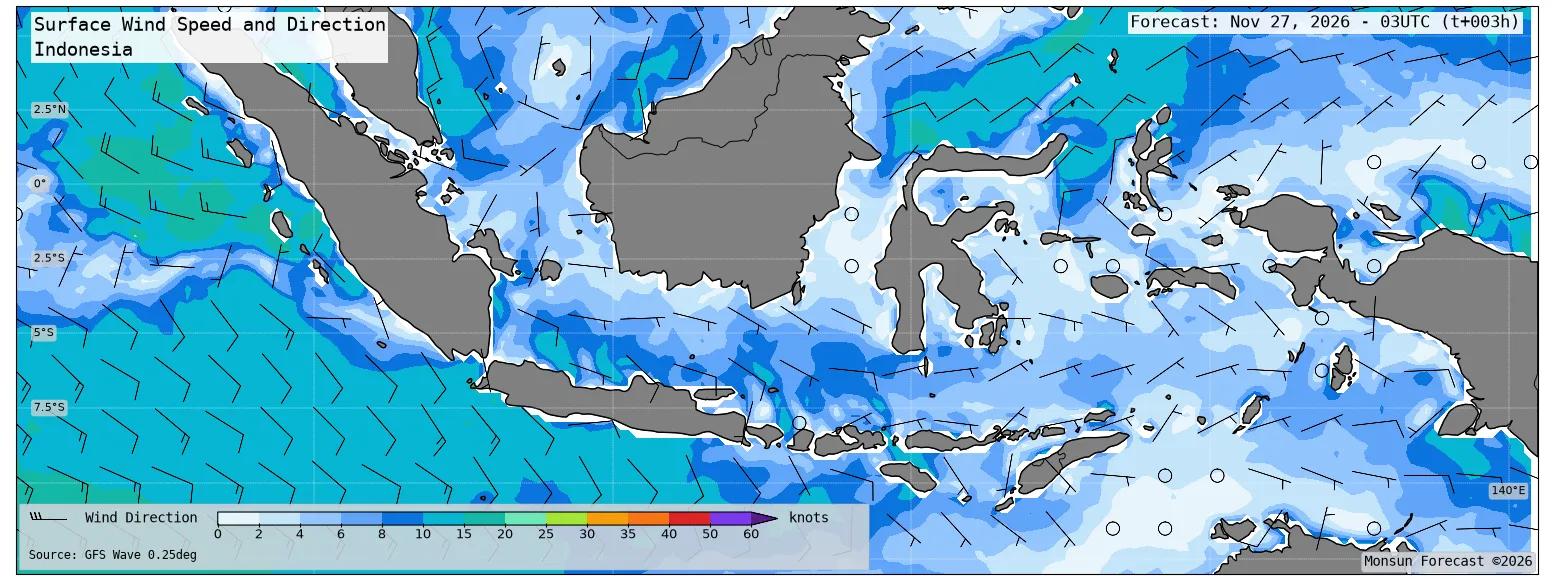 Surface Wind Speed and Direction
Indonesia
Forecast: Nov 27, 2026 - 03UTC (t+003h)
2.5°N
0°
2.5°S
5°S
7.5°S
140°E
Wind Direction
0 2 4 6 8 10 15 20 25 30 35 40 50 60
knots
Source: GFS Wave 0.25deg
Monsun Forecast ©2026